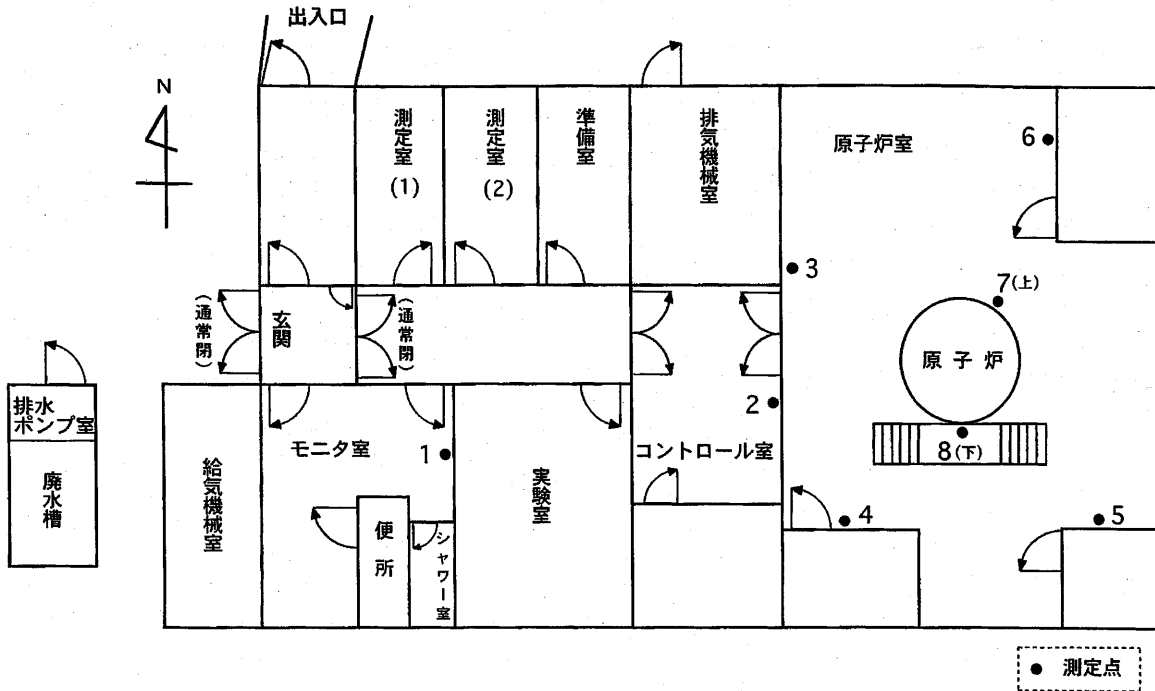 出入口
N
測定室
(1)
測定室
(2)
準備室
排気機械室
原子炉室
6
3
7(上)
(通常閉)
玄関
(通常閉)
原子炉
排水
ポンプ室
2
8(下)
モニタ室
1
コントロール室
廃水槽
給気機械室
実験室
便所
シャワー室
4
5
● 測定点